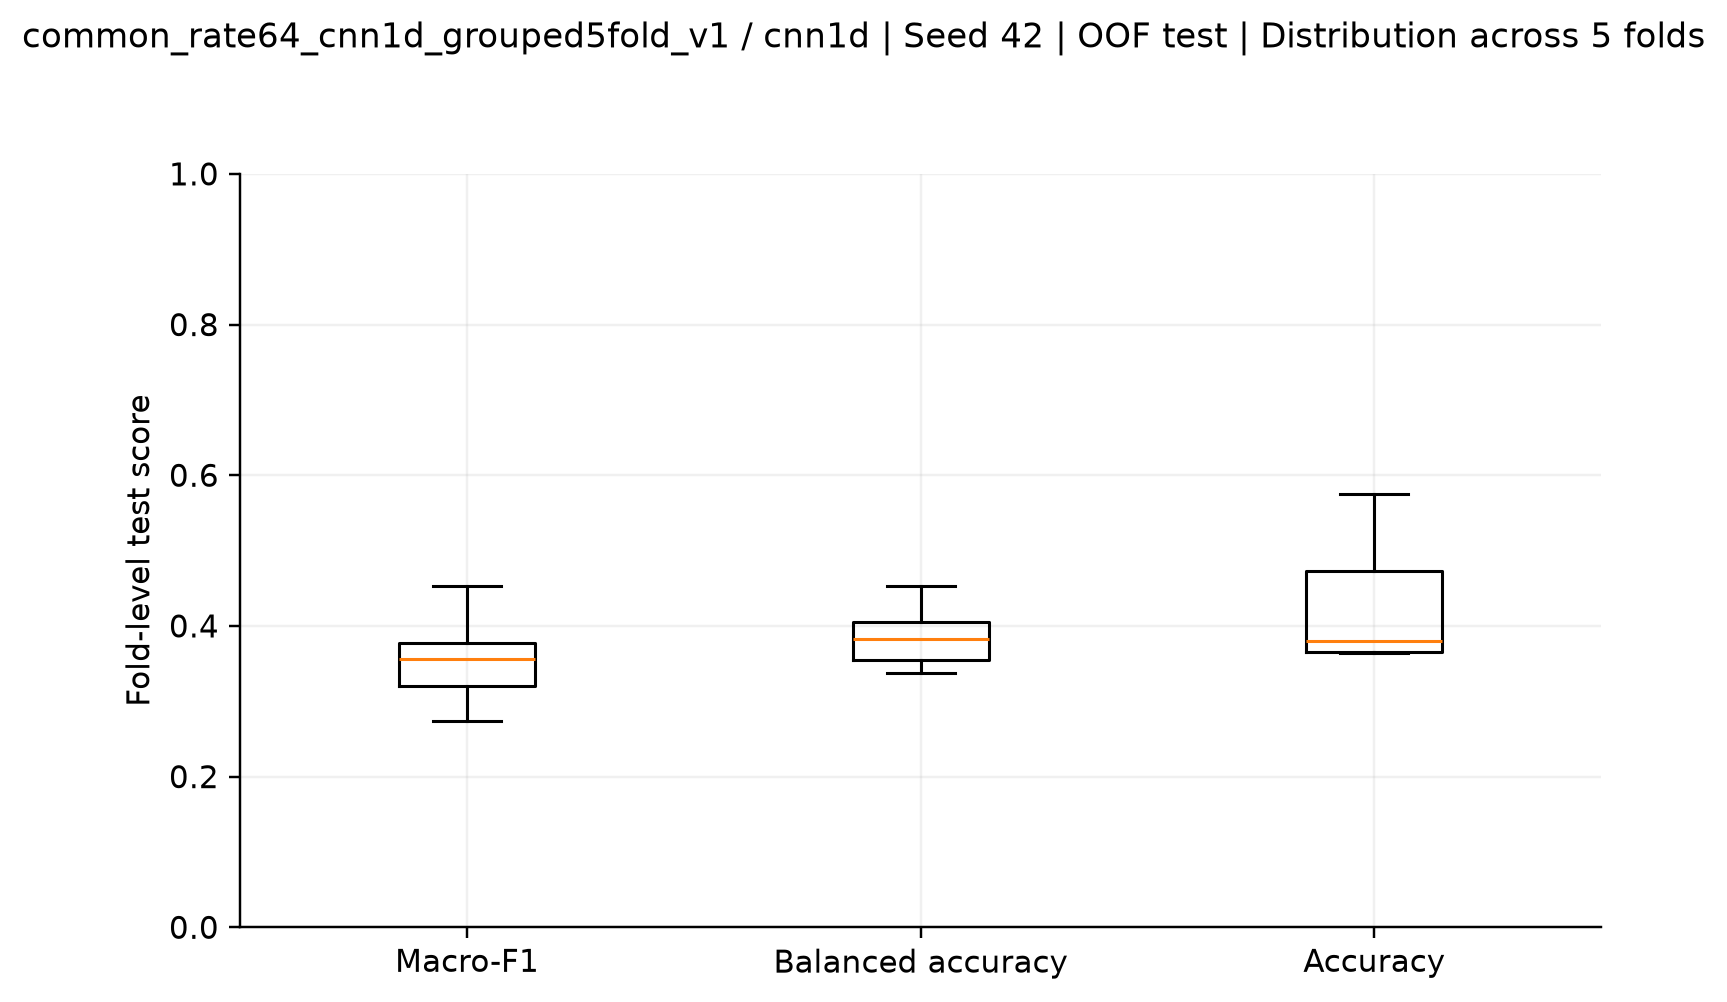 common_rate64_cnn1d_grouped5fold_v1 / cnn1d | Seed 42 | OOF test | Distribution across 5 folds
1.0
0.8
0.6
0.4
0.2
0.0
Fold-level test score
Macro-F1
Balanced accuracy
Accuracy